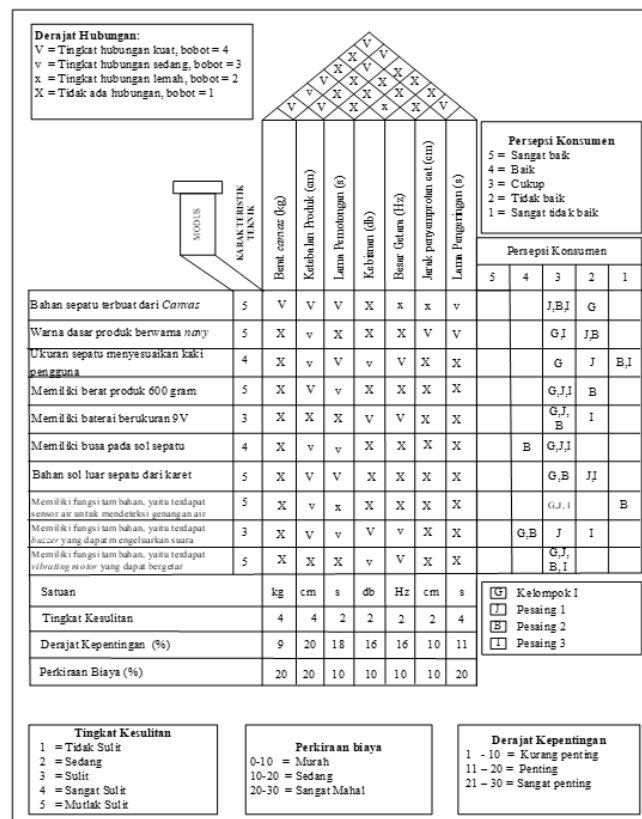 Derajat Hubungan:
V = Tingkat hubungan kuat, bobot = 4
v = Tingkat hubungan sedang, bobot = 3
x = Tingkat hubungan lemah, bobot = 2
X = Tidak ada hubungan, bobot = 1
Persepsi Konsumen
5 = Sangat baik
4 = Baik
3 = Cukup
2 = Tidak baik
1 = Sangat tidak baik
MODUS
KARAKTERISTIK TEKNIK
Berat canvas (kg)
Ketebalan Produk (cm)
Lama Pemotongan (s)
Kebisinan (db)
Besar Getara (Hz)
Jarak penyemprotan cat (cm)
Lama Pengeringan (s)
Persepsi Konsumen
5 4 3 2 1
Bahan sepatu terbuat dari Canvas 5 V V V X x x v J,B,I G
Warna dasar produk berwarna navy 5 X v X X X V V G,I J,B
Ukuran sepatu menyesuaikan kaki pengguna 4 X v V v V X X G J B,I
Memiliki berat produk 600 gram 5 X V v X X X X G,J,I B
Memiliki baterai berukuran 9V 3 X X X V V X X G,J, B I
Memiliki busa pada sol sepatu 4 X v v X X X X B G,J,I
Bahan sol luar sepatu dari karet 5 X V V X X X X G,B J,I
Memiliki fungsi tambahan, yaitu terdapat sensor air untuk mendeteksi genangan air 5 X v x X X X X G,J, I B
Memiliki fungsi tambahan, yaitu terdapat buzzer yang dapat mengeluarkan suara 3 X V v V v X X G,B J I
Memiliki fungsi tambahan, yaitu terdapat vibrating motor yang dapat bergetar 5 X X X v V X X G,J, B, I
Satuan kg cm s db Hz cm s
Tingkat Kesulitan 4 4 2 2 2 2 4
Derajat Kepentingan (%) 9 20 18 16 16 10 11
Perkiraan Biaya (%) 20 20 10 10 10 10 20
G Kelompok I
J Pesaing 1
B Pesaing 2
I Pesaing 3
Tingkat Kesulitan
1 = Tidak Sulit
2 = Sedang
3 = Sulit
4 = Sangat Sulit
5 = Mutlak Sulit
Perkiraan biaya
0-10 = Murah
10-20 = Sedang
20-30 = Sangat Mahal
Derajat Kepentingan
1 - 10 = Kurang penting
11 – 20 = Penting
21 – 30 = Sangat penting